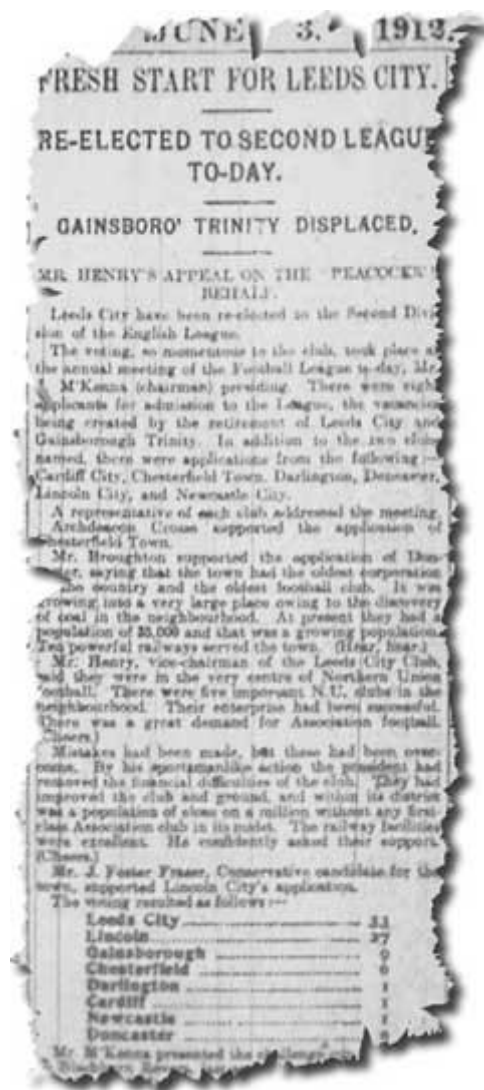 JUNE 3. 1912.
FRESH START FOR LEEDS CITY.
RE-ELECTED TO SECOND LEAGUE
TO-DAY.
GAINSBORO' TRINITY DISPLACED.
MR. HENRY'S APPEAL ON THE "PEACOCKS'"
BEHALF.
Leeds City have been re-elected to the Second Divi-
sion of the English League.
The voting, so momentous to the club, took place at
the annual meeting of the Football League to-day, Mr.
M'Kenna (chairman) presiding. There were eight
applicants for admission to the League, the vacancies
being created by the retirement of Leeds City and
Gainsborough Trinity. In addition to the two clubs
named, there were applications from the following:—
Cardiff City, Chesterfield Town, Darlington, Doncaster,
Lincoln City, and Newcastle City.
A representative of each club addressed the meeting.
Archdeacon Crosse supported the application of
Chesterfield Town.
Mr. Broughton supported the application of Don-
caster, saying that the town had the oldest corporation
the country and the oldest football club. It was
growing into a very large place owing to the discovery
of coal in the neighbourhood. At present they had a
population of 35,000 and that was a growing population.
Ten powerful railways served the town. (Hear, hear.)
Mr. Henry, vice-chairman of the Leeds City Club,
said they were in the very centre of Northern Union
football. There were five important N.U. clubs in the
neighbourhood. Their enterprise had been successful.
There was a great demand for Association football.
(Cheers.)
Mistakes had been made, but these had been over-
come. By his sportsmanlike action the president had
removed the financial difficulties of the club. They had
improved the club and ground, and within its district
was a population of close on a million without any first-
class Association club in its midst. The railway facilities
were excellent. He confidently asked their support.
(Cheers.)
Mr. J. Foster Fraser, Conservative candidate for the
town, supported Lincoln City's application.
The voting resulted as follows:—
Leeds City 33
Lincoln 27
Gainsborough 9
Chesterfield 6
Darlington 1
Cardiff 1
Newcastle 1
Doncaster
Mr. M'Kenna presented the challenge